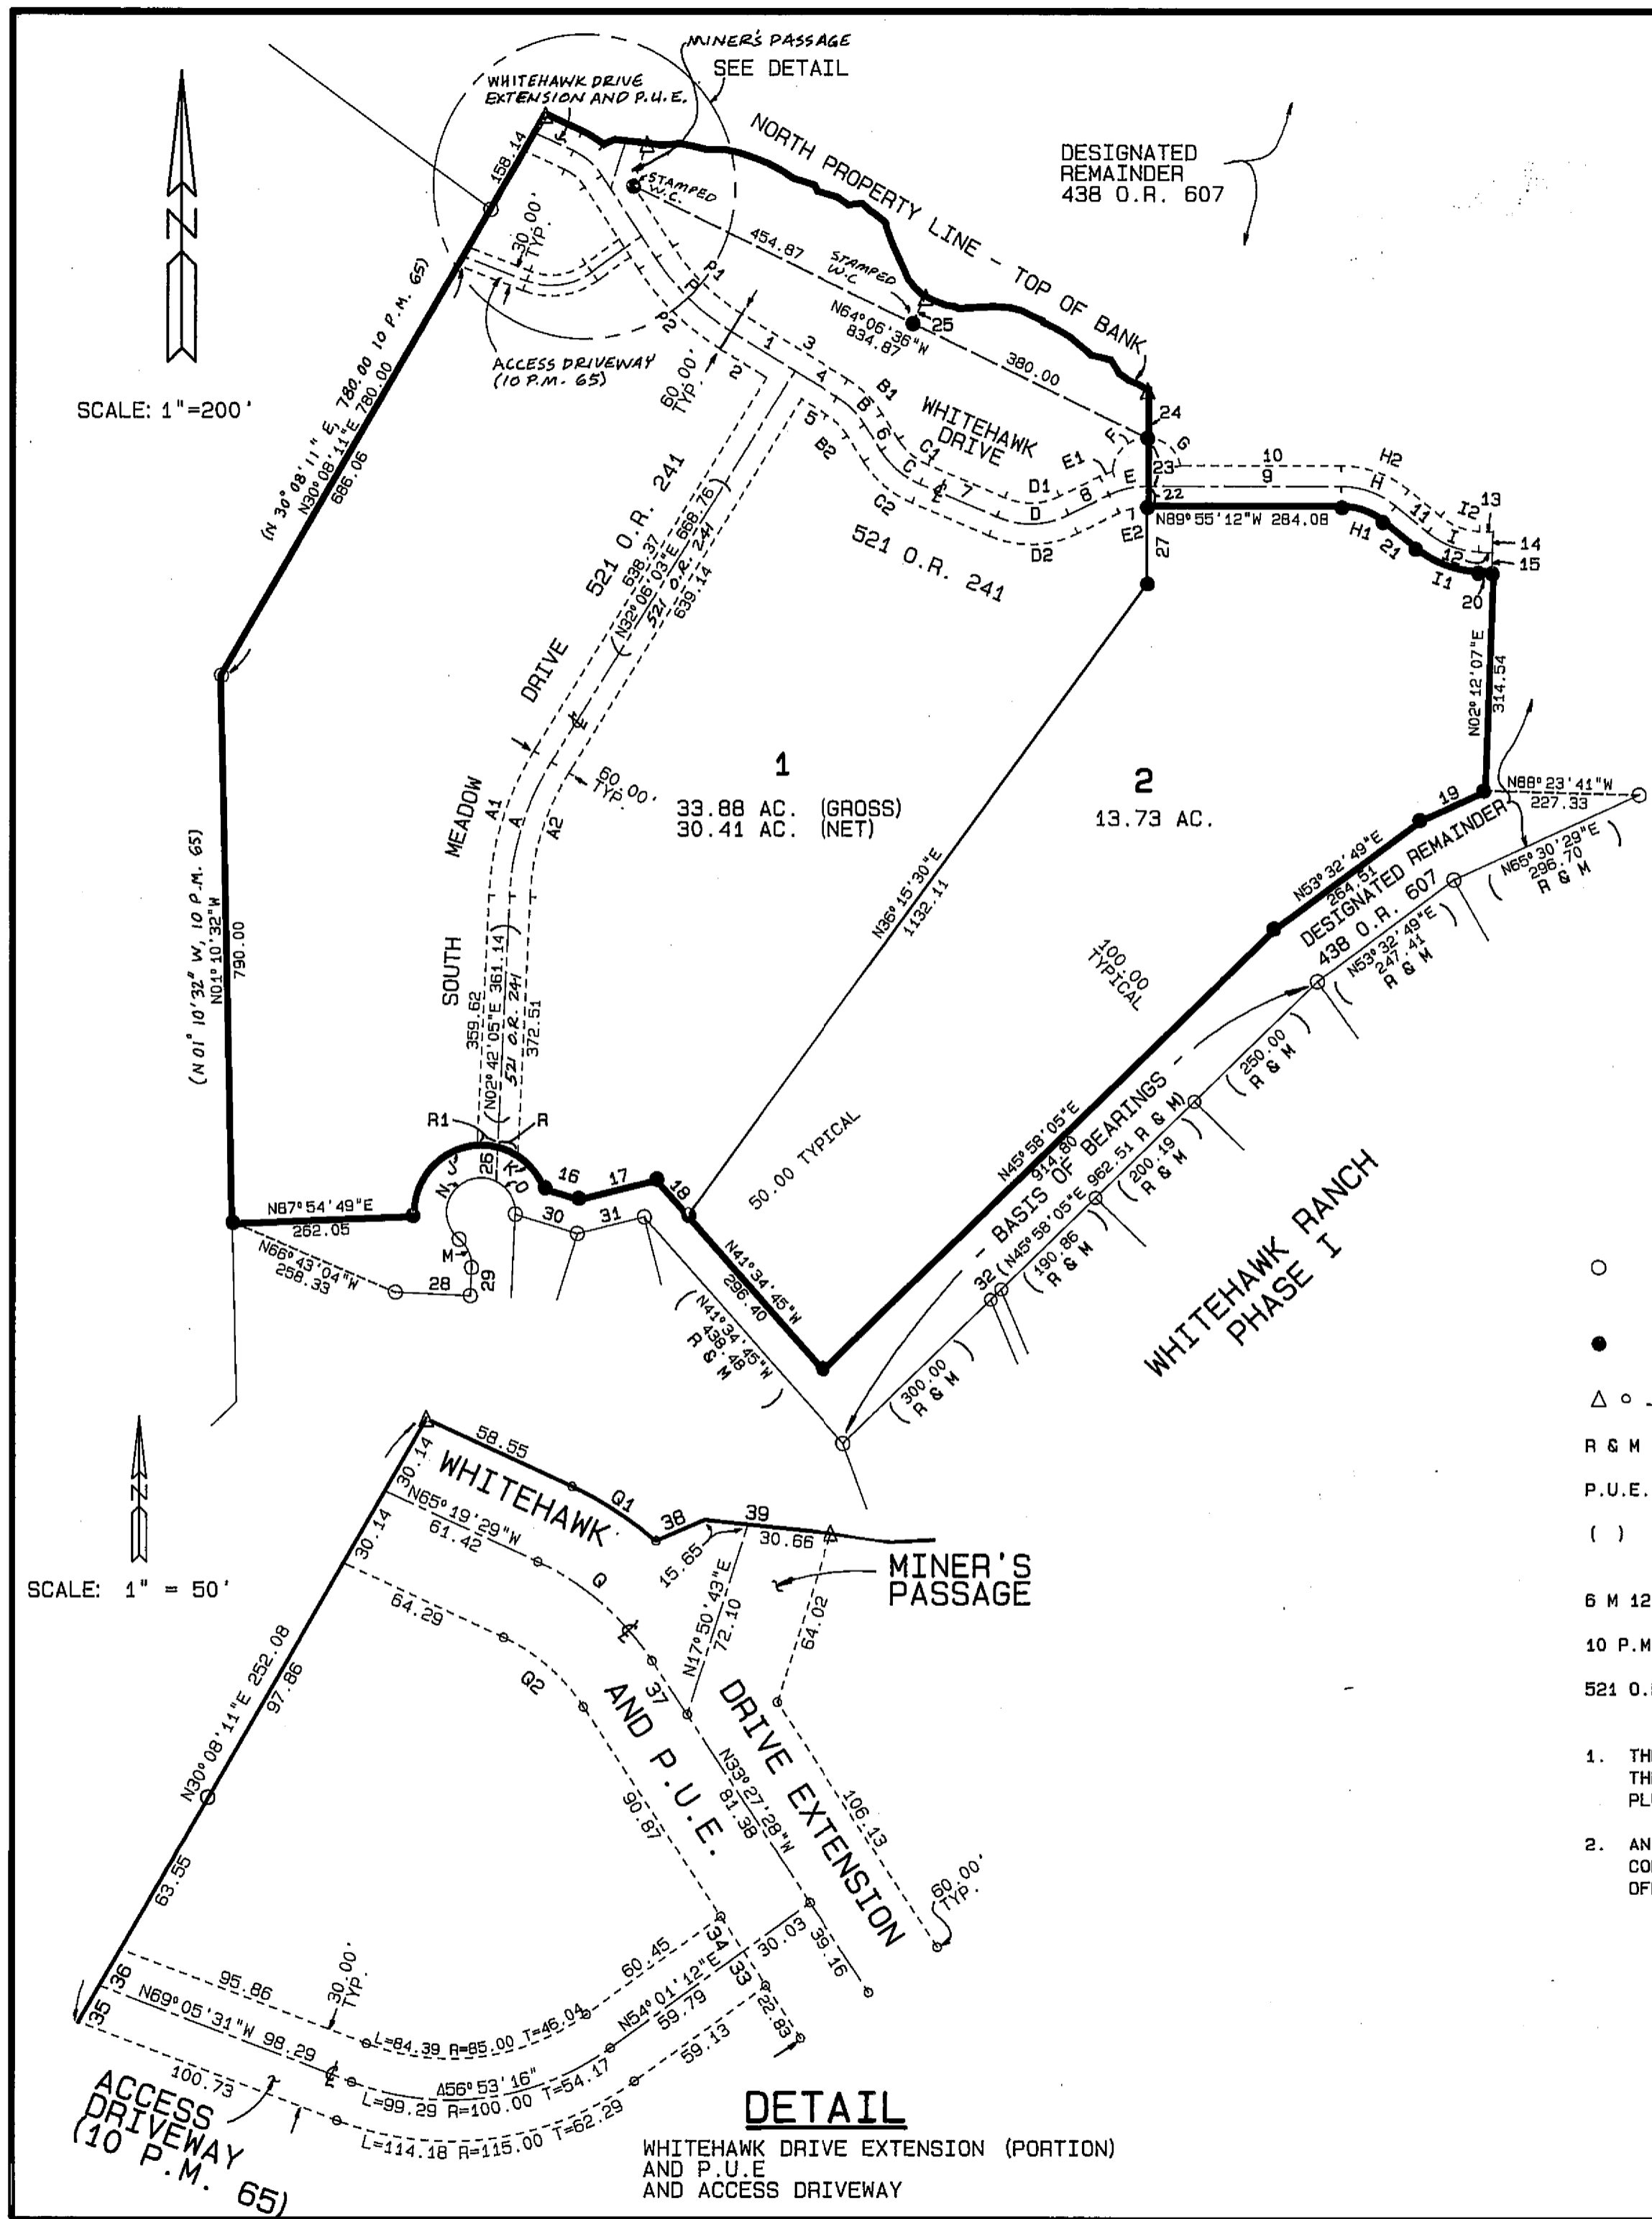 MINER'S PASSAGE
SEE DETAIL
WHITEHAWK DRIVE
EXTENSION AND P.U.E.
DESIGNATED
REMAINDER
438 O.R. 607
NORTH PROPERTY LINE - TOP OF BANK
158.14
STAMPED
W.C.
30.00'
TYP.
454.87
STAMPED
W.C
25
N64°06'36"W
834.87
380.00
N
SCALE: 1"=200'
ACCESS DRIVEWAY
(10 P.M. 65)
P1
P
P2
60.00'
TYP.
1
3
2
4
5
B1
B
B2
6
C1
C
C2
WHITEHAWK
DRIVE
7
D1
D
D2
8
E1
E
E2
F
G
24
23
22
10
9
H2
H
H1
11
I2
13
I
12
14
15
I1
20
21
N89°55'12"W 284.08
27
521 O.R. 241
(N 30°08'11" E, 780.00 10 P.M. 65)
N30°08'11"E 780.00
686.06
521 O.R. 241
638.37
(N32°06'03"E 668.76)
521 O.R. 241
639.14
N02°12'07"E
314.54
DRIVE
MEADOW
SOUTH
A1
A
A2
60.00'
TYP.
1
33.88 AC. (GROSS)
30.41 AC. (NET)
2
13.73 AC.
N36°15'30"E
1132.11
N88°23'41"W
227.33
19
(N65°30'29"E
296.70
R & M)
N53°32'49"E
264.51
DESIGNATED REMAINDER
438 O.R. 607
(N53°32'49"E
247.41
R & M)
100.00
TYPICAL
(N 01° 10'32" W, 10 P.M. 65)
N01°10'32"W
790.00
359.62
(N02°42'05"E 361.14)
521 O.R. 241
372.51
(250.00
R & M)
(200.19
R & M)
(190.86
R & M)
(300.00
R & M)
N45°58'05"E
914.80
- BASIS OF BEARINGS -
(N45°58'05"E 962.51 R & M)
32
R1
R
J
26
K
N
O
16
17
18
50.00 TYPICAL
N87°54'49"E
262.05
N66°43'04"W
258.33
M
28
29
30
31
N41°34'45"W
296.40
(N41°34'45"W
438.48
R & M)
WHITEHAWK RANCH
PHASE I
R & M
P.U.E.
( )
6 M 12
10 P.M
521 O.
1.
2. AN
N
SCALE: 1" = 50'
58.55
30.14
WHITEHAWK
Q1
38
39
30.66
15.65
N65°19'29"W
61.42
30.14
Q
MINER'S
PASSAGE
64.29
N17°50'43"E
72.10
64.02
Q2
37
AND P.U.E.
DRIVE EXTENSION
N30°08'11"E 252.08
97.86
N33°27'28"W
81.38
90.87
106.13
60.00'
TYP.
63.55
34
33
30.03
39.16
22.83
60.45
36
35
95.86
30.00'
TYP.
N69°05'31"W 98.29
100.73
L=84.39 R=85.00 T=46.04
N54°01'12"E
59.79
59.13
Δ56°53'16"
L=99.29 R=100.00 T=54.17
L=114.18 R=115.00 T=62.29
ACCESS
DRIVEWAY
(10 P.M. 65)
DETAIL
WHITEHAWK DRIVE EXTENSION (PORTION)
AND P.U.E
AND ACCESS DRIVEWAY